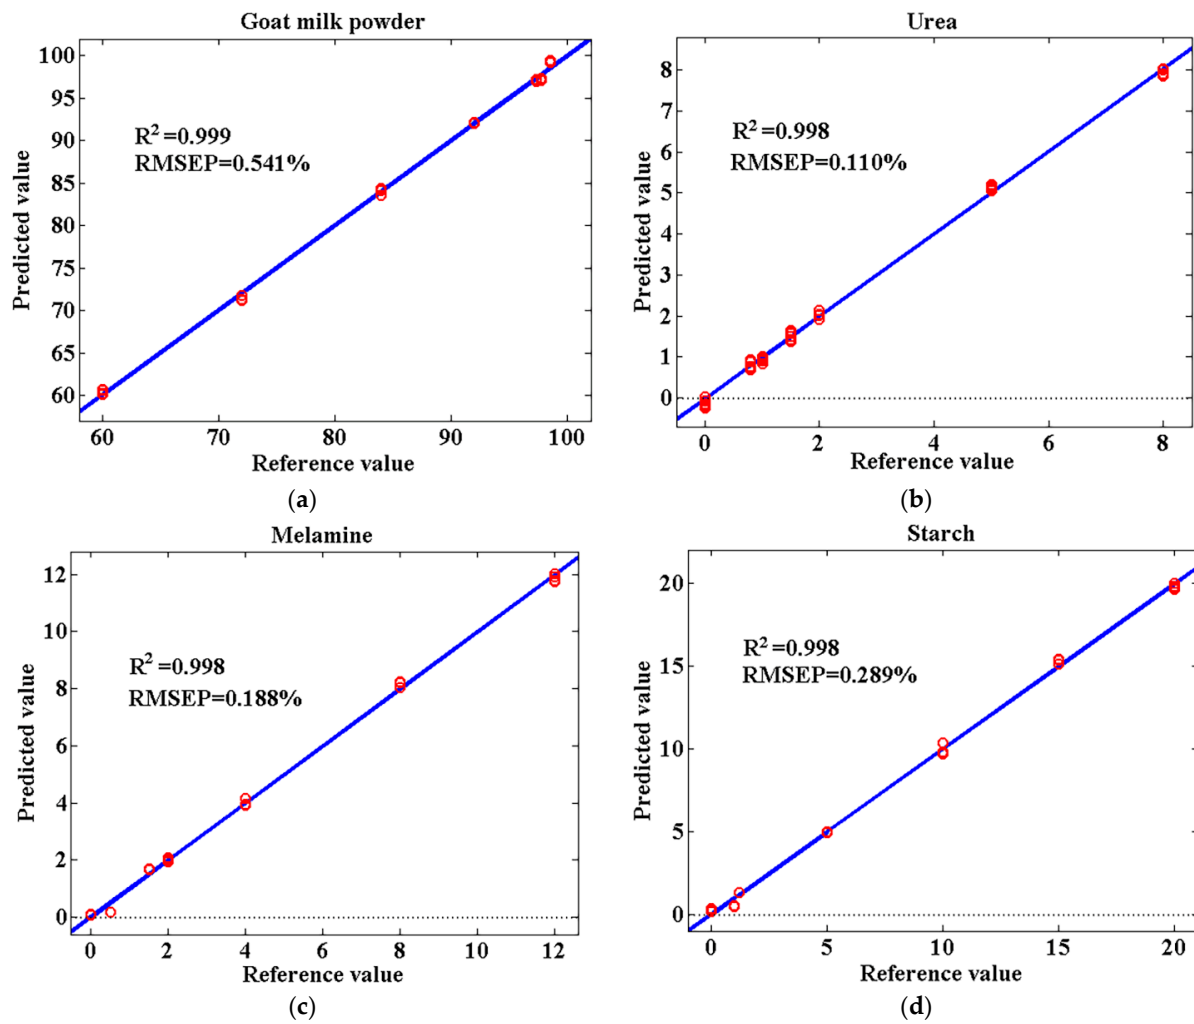 Goat milk powder
100
95
90
85
80
75
70
65
60
Predicted value
R² =0.999
RMSEP=0.541%
60
70
80
90
100
Reference value
(a)
Urea
8
7
6
5
4
3
2
1
0
Predicted value
R² =0.998
RMSEP=0.110%
0
2
4
6
8
Reference value
(b)
Melamine
12
10
8
6
4
2
0
Predicted value
R² =0.998
RMSEP=0.188%
0
2
4
6
8
10
12
Reference value
(c)
Starch
20
15
10
5
0
Predicted value
R² =0.998
RMSEP=0.289%
0
5
10
15
20
Reference value
(d)